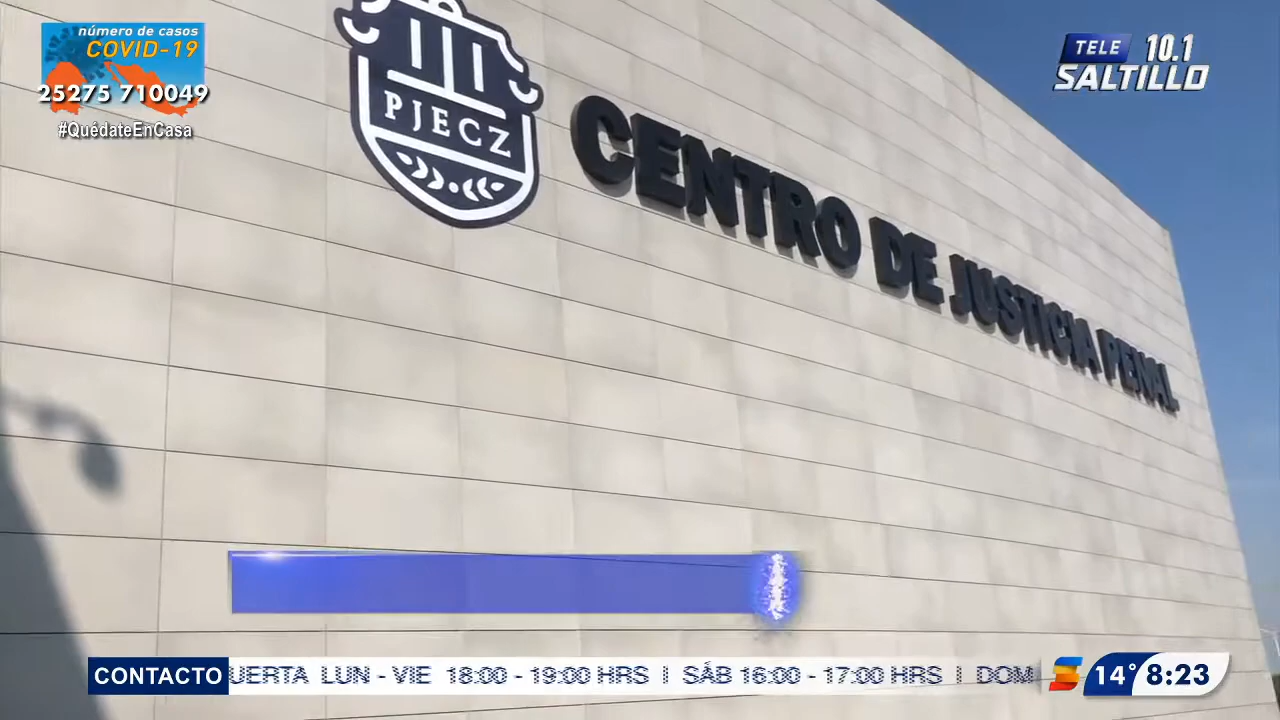 número de casos
COVID-19
25275 710049
#QuédateEnCasa
TELE 10.1
SALTILLO
PJECZ
CENTRO DE JUSTICIA PENAL
CONTACTO UERTA LUN - VIE 18:00 - 19:00 HRS | SÁB 16:00 - 17:00 HRS | DOM
14° 8:23